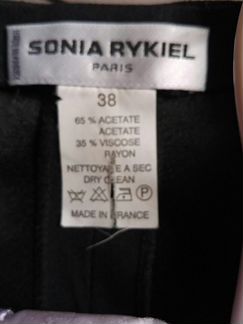 SONIA RYKIEL
PARIS
38
65 % ACETATE
ACETATE
35 % VISCOSE
RAYON
NETTOYAGE A SEC
DRY CLEAN
P
MADE IN FRANCE